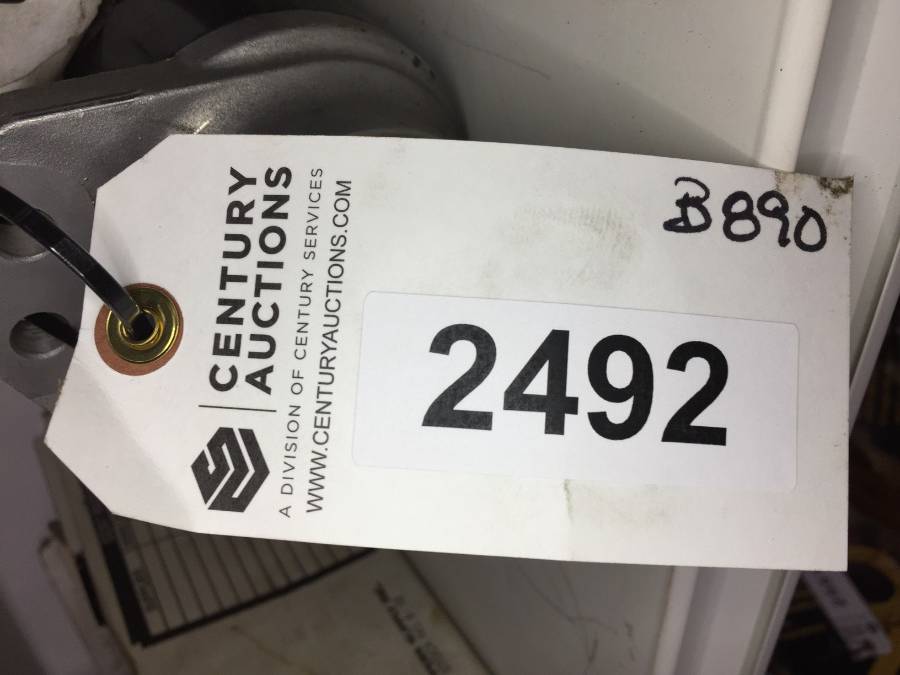 CENTURY
AUCTIONS
A DIVISION OF CENTURY SERVICES
WWW.CENTURYAUCTIONS.COM
B890
2492